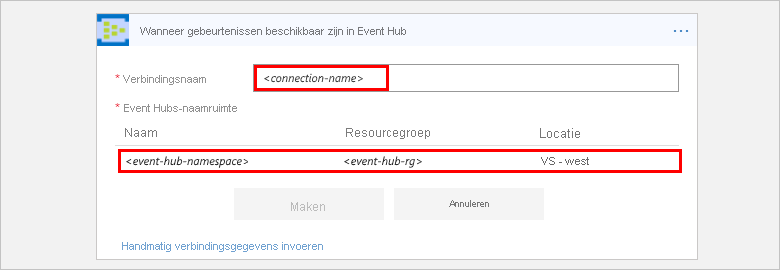 Wanneer gebeurtenissen beschikbaar zijn in Event Hub
* Verbindingsnaam <connection-name>
* Event Hubs-naamruimte
Naam Resourcegroep Locatie
<event-hub-namespace> <event-hub-rg> VS - west
Maken Annuleren
Handmatig verbindingsgegevens invoeren